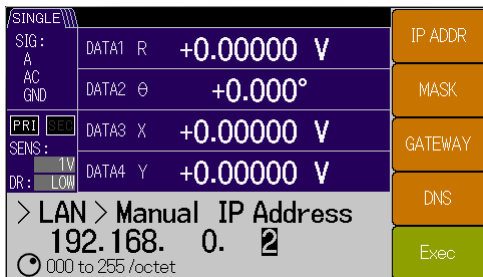 SINGLE
SIG:
A
AC
GND
PRI SEC
SENS:
1V
DR: LOW
DATA1 R +0.00000 V
DATA2 θ +0.000°
DATA3 X +0.00000 V
DATA4 Y +0.00000 V
> LAN > Manual IP Address
192.168. 0. 2
000 to 255 /octet
IP ADDR
MASK
GATEWAY
DNS
Exec